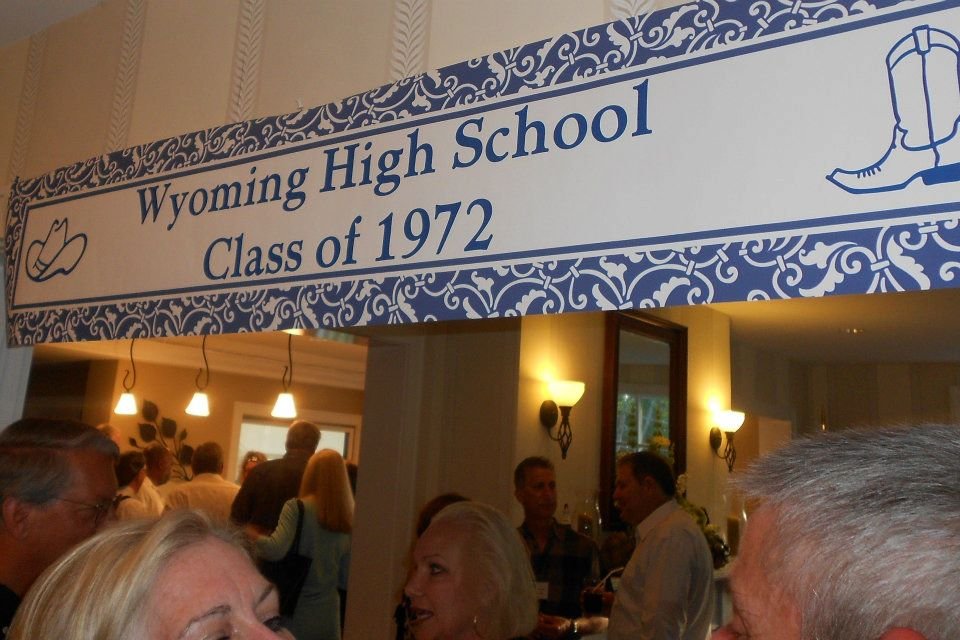 Wyoming High School
Class of 1972